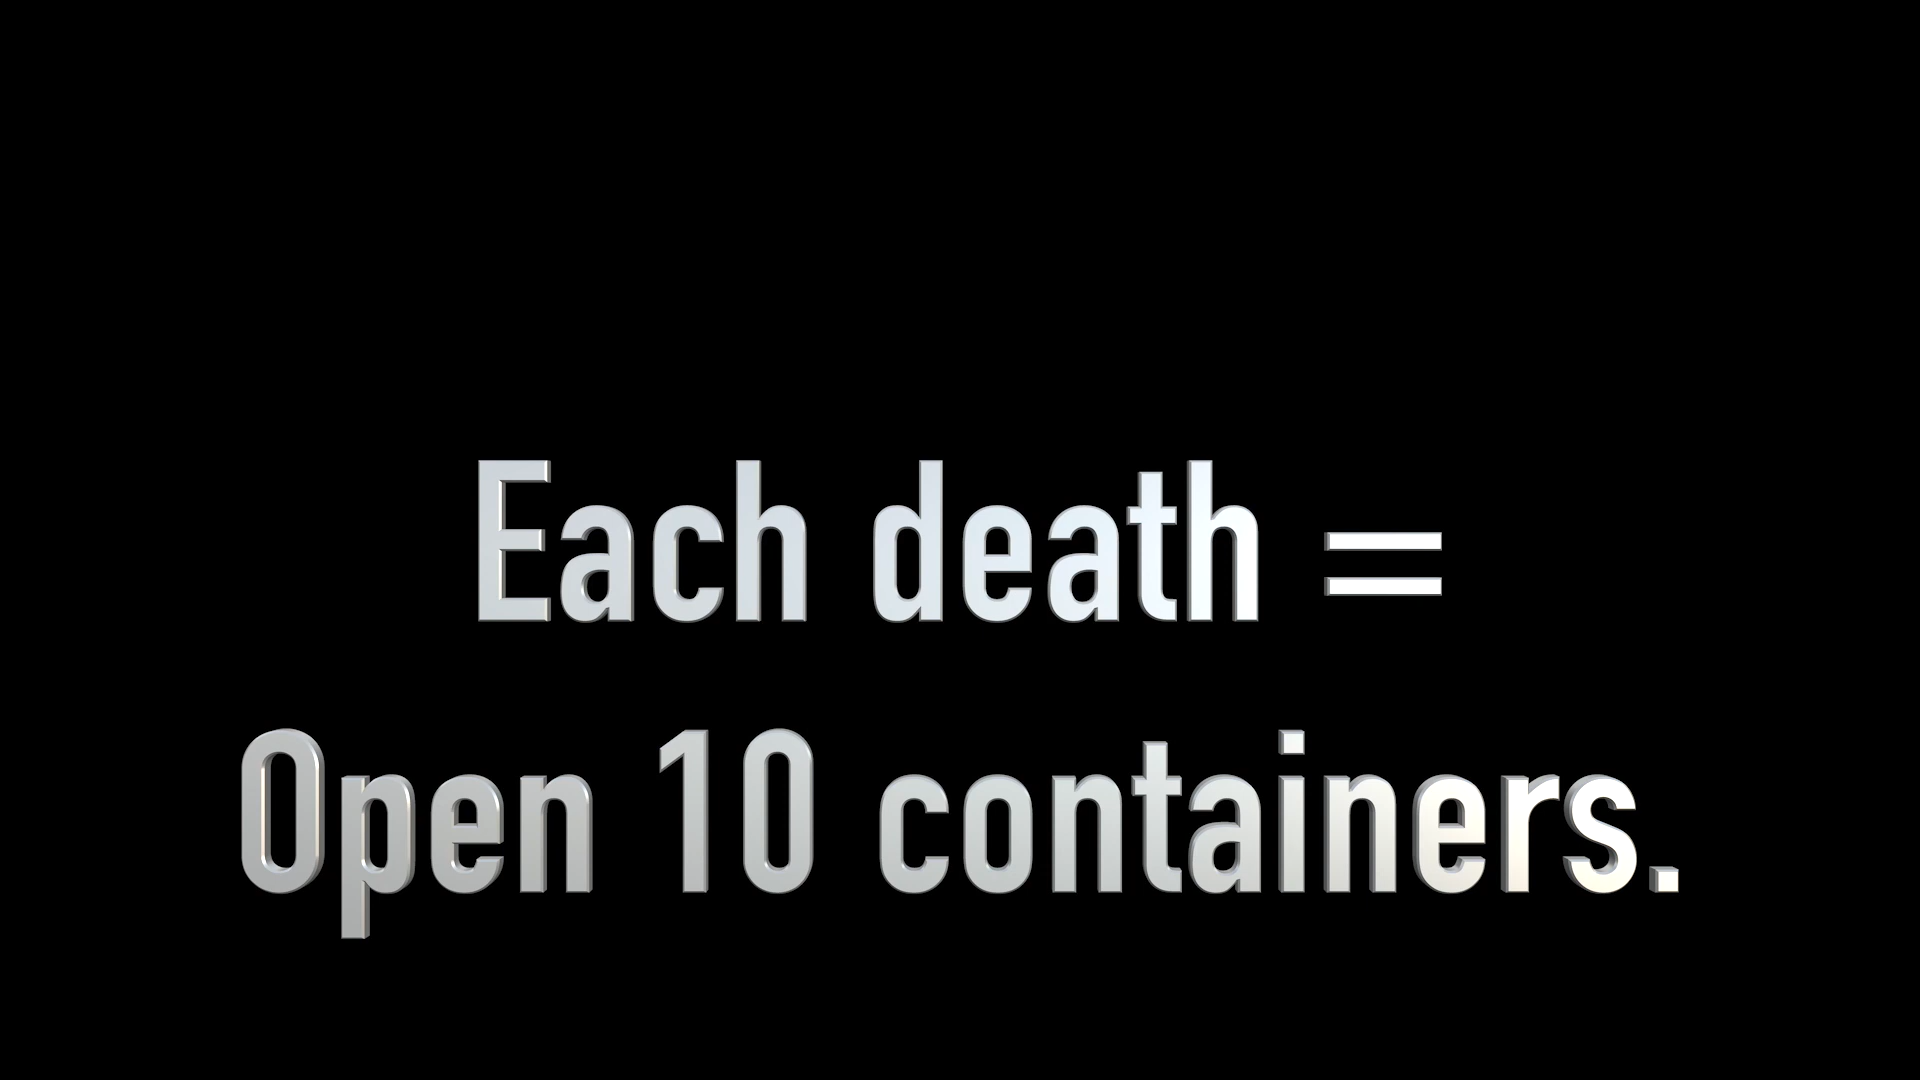 Each death =
Open 10 containers.